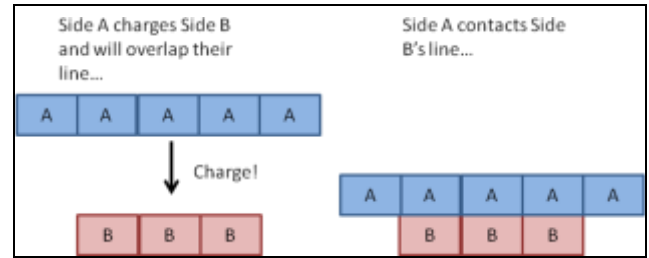 Side A charges Side B
and will overlap their
line...
A A A A A
Charge!
B B B
Side A contacts Side
B's line...
A A A A A
B B B